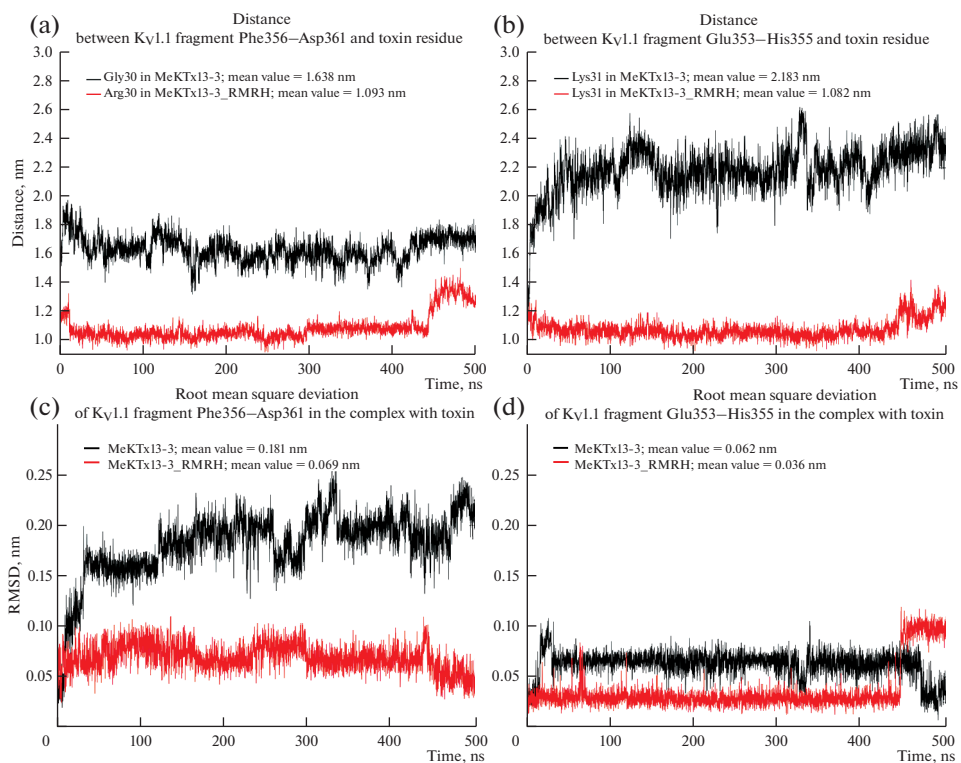 (a)
Distance
between KV1.1 fragment Phe356–Asp361 and toxin residue
Gly30 in MeKTx13-3; mean value = 1.638 nm
Arg30 in MeKTx13-3_RMRH; mean value = 1.093 nm
Distance, nm
3.0
2.8
2.6
2.4
2.2
2.0
1.8
1.6
1.4
1.2
1.0
0
100
200
300
400
500
Time, ns
(b)
Distance
between KV1.1 fragment Glu353–His355 and toxin residue
Lys31 in MeKTx13-3; mean value = 2.183 nm
Lys31 in MeKTx13-3_RMRH; mean value = 1.082 nm
3.0
2.8
2.6
2.4
2.2
2.0
1.8
1.6
1.4
1.2
1.0
0
100
200
300
400
500
Time, ns
(c)
Root mean square deviation
of KV1.1 fragment Phe356–Asp361 in the complex with toxin
MeKTx13-3; mean value = 0.181 nm
MeKTx13-3_RMRH; mean value = 0.069 nm
RMSD, nm
0.25
0.20
0.15
0.10
0.05
0
100
200
300
400
500
Time, ns
(d)
Root mean square deviation
of KV1.1 fragment Glu353–His355 in the complex with toxin
MeKTx13-3; mean value = 0.062 nm
MeKTx13-3_RMRH; mean value = 0.036 nm
0.25
0.20
0.15
0.10
0.05
0
100
200
300
400
500
Time, ns